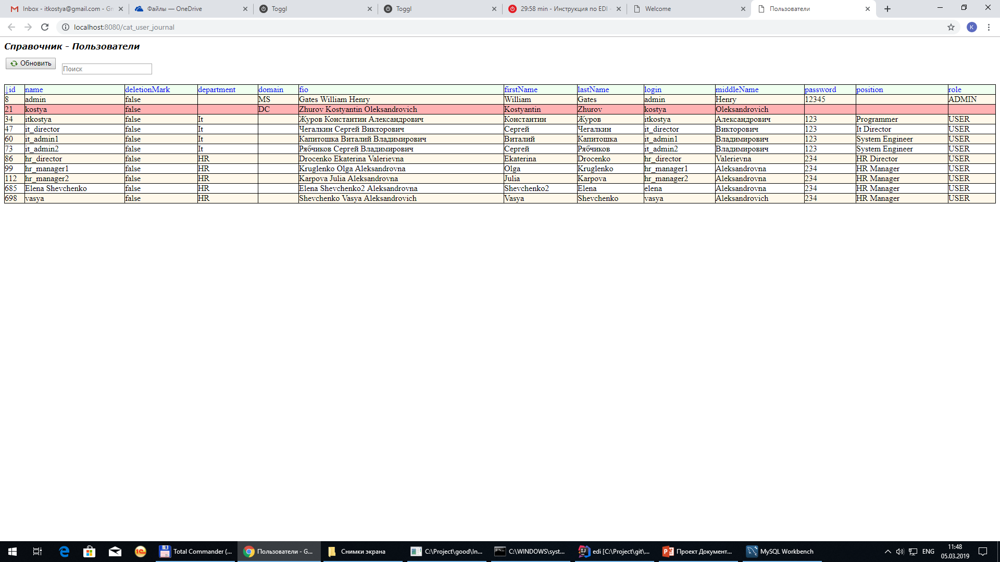 Inbox - itkostya@gmail.com - Gm
Файлы — OneDrive
Toggl
Toggl
29:58 min - Инструкция по EDI -
Welcome
Пользователи
localhost:8080/cat_user_journal
K
Справочник - Пользователи
Обновить
Поиск
↓id name deletionMark department domain fio firstName lastName login middleName password position role
8 admin false MS Gates William Henry William Gates admin Henry 12345 ADMIN
21 kostya false DC Zhurov Kostyantin Oleksandrovich Kostyantin Zhurov kostya Oleksandrovich
34 itkostya false It Журов Константин Александрович Константин Журов itkostya Александрович 123 Programmer USER
47 it_director false It Чегалкин Сергей Викторович Сергей Чегалкин it_director Викторович 123 It Director USER
60 it_admin1 false It Капитошка Виталий Владимирович Виталий Капитошка it_admin1 Владимирович 123 System Engineer USER
73 it_admin2 false It Рябчиков Сергей Владимирович Сергей Рябчиков it_admin2 Владимирович 123 System Engineer USER
86 hr_director false HR Drocenko Ekaterina Valerievna Ekaterina Drocenko hr_director Valerievna 234 HR Director USER
99 hr_manager1 false HR Kruglenko Olga Aleksandrovna Olga Kruglenko hr_manager1 Aleksandrovna 234 HR Manager USER
112 hr_manager2 false HR Karpova Julia Aleksandrovna Julia Karpova hr_manager2 Aleksandrovna 234 HR Manager USER
685 Elena Shevchenko false HR Elena Shevchenko2 Aleksandrovna Shevchenko2 Elena elena Aleksandrovna 234 HR Manager USER
698 vasya false HR Shevchenko Vasya Aleksandrovich Vasya Shevchenko vasya Aleksandrovich 234 HR Manager USER
Total Commander (...
Пользователи - G...
Снимки экрана
C:\Project\good\In...
C:\WINDOWS\syst...
edi [C:\Project\git\...
Проект Документ...
MySQL Workbench
ENG
11:48
05.03.2019